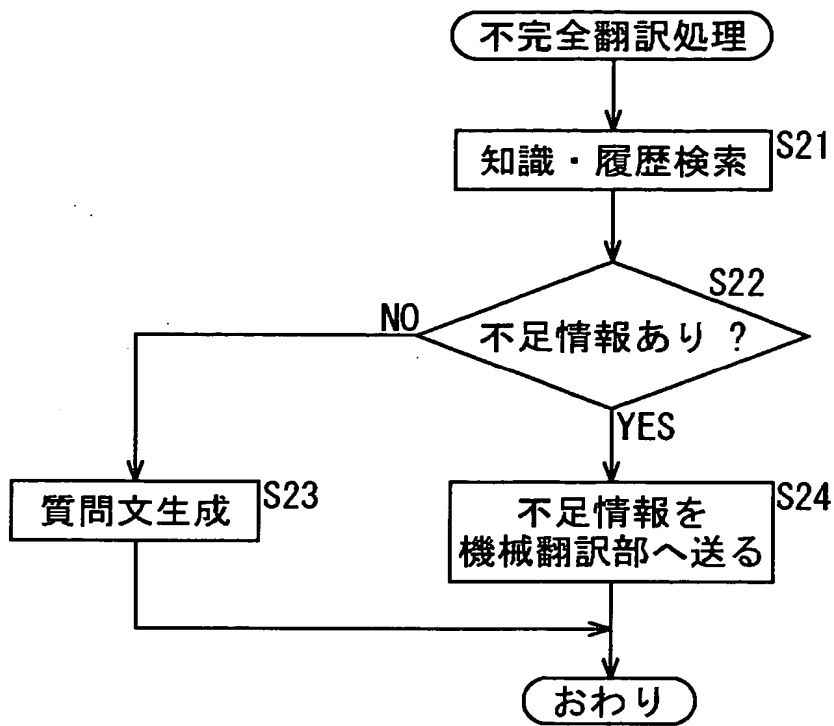 不完全翻訳処理
知識・履歴検索
S21
S22
不足情報あり ?
NO
YES
質問文生成
S23
S24
不足情報を
機械翻訳部へ送る
おわり